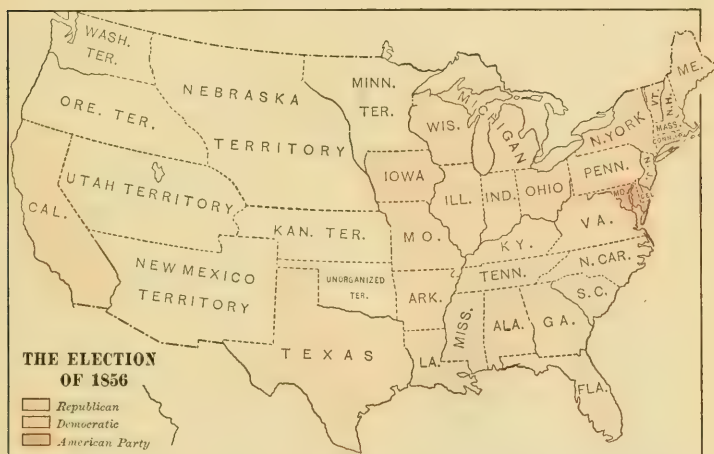 WASH.
TER.
ORE. TER.
NEBRASKA
TERRITORY
MINN.
TER.
WIS.
MICHIGAN
ME.
VT.
N.H.
MASS.
CONN.
N.YORK
IOWA
PENN.
N.J.
UTAH TERRITORY
CAL.
ILL.
IND.
OHIO
MD.
KAN. TER.
MO.
KY.
VA.
NEW MEXICO
TERRITORY
UNORGANIZED
TER.
ARK.
TENN.
N.CAR.
S.C.
TEXAS
LA.
MISS.
ALA.
GA.
FLA.
THE ELECTION
OF 1856
Republican
Democratic
American Party